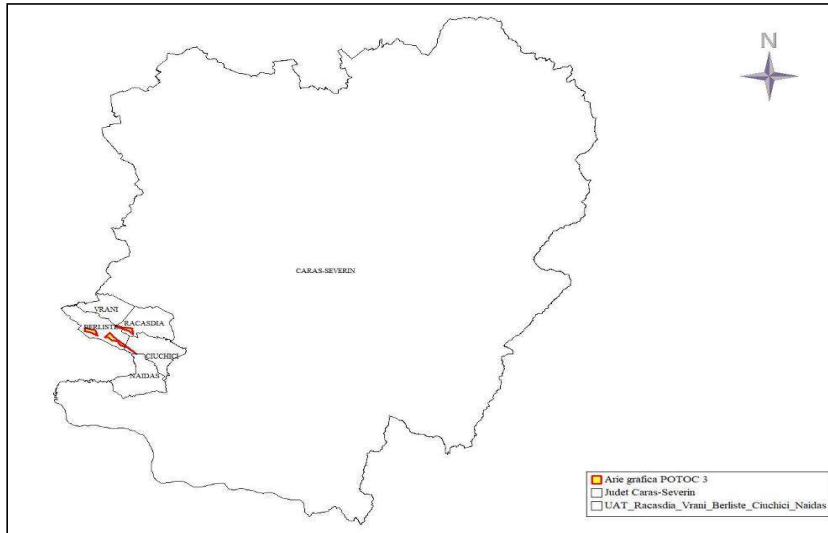 N
CARAS-SEVERIN
VRANI
RACASDIA
BERLISTE
CIUCHICI
NAIDAS
Arie grafica POTOC 3
Judet Caras-Severin
UAT_Racasdia_Vrani_Berliste_Ciuchici_Naidas